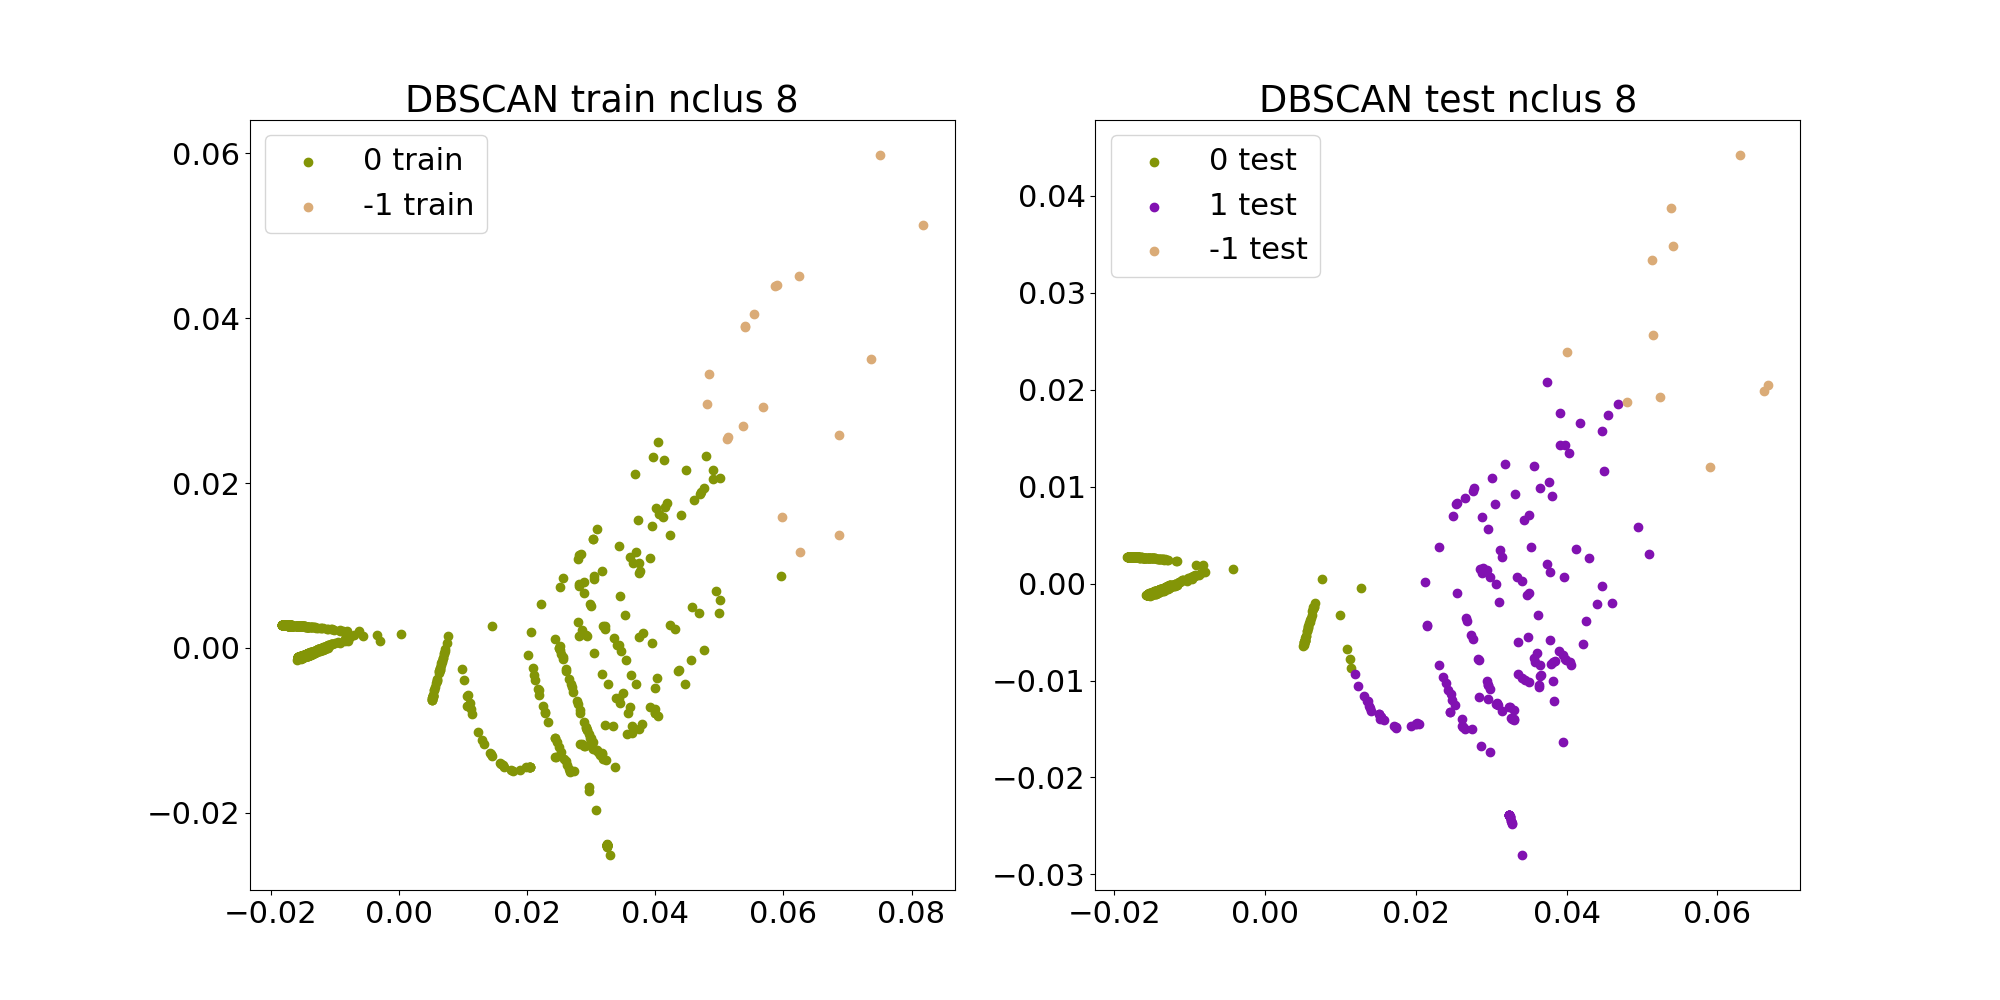 DBSCAN train nclus 8
0 train
-1 train
0.06
0.04
0.02
0.00
−0.02
−0.02 0.00 0.02 0.04 0.06 0.08
DBSCAN test nclus 8
0 test
1 test
-1 test
0.04
0.03
0.02
0.01
0.00
−0.01
−0.02
−0.03
−0.02 0.00 0.02 0.04 0.06